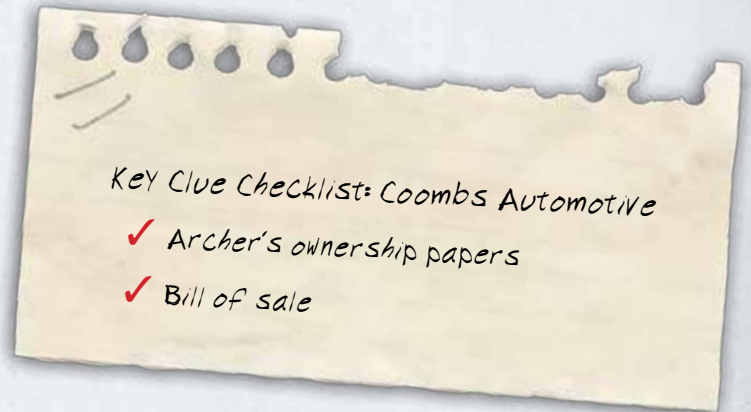 Key Clue Checklist: Coombs Automotive
✓ Archer's ownership papers
✓ Bill of sale